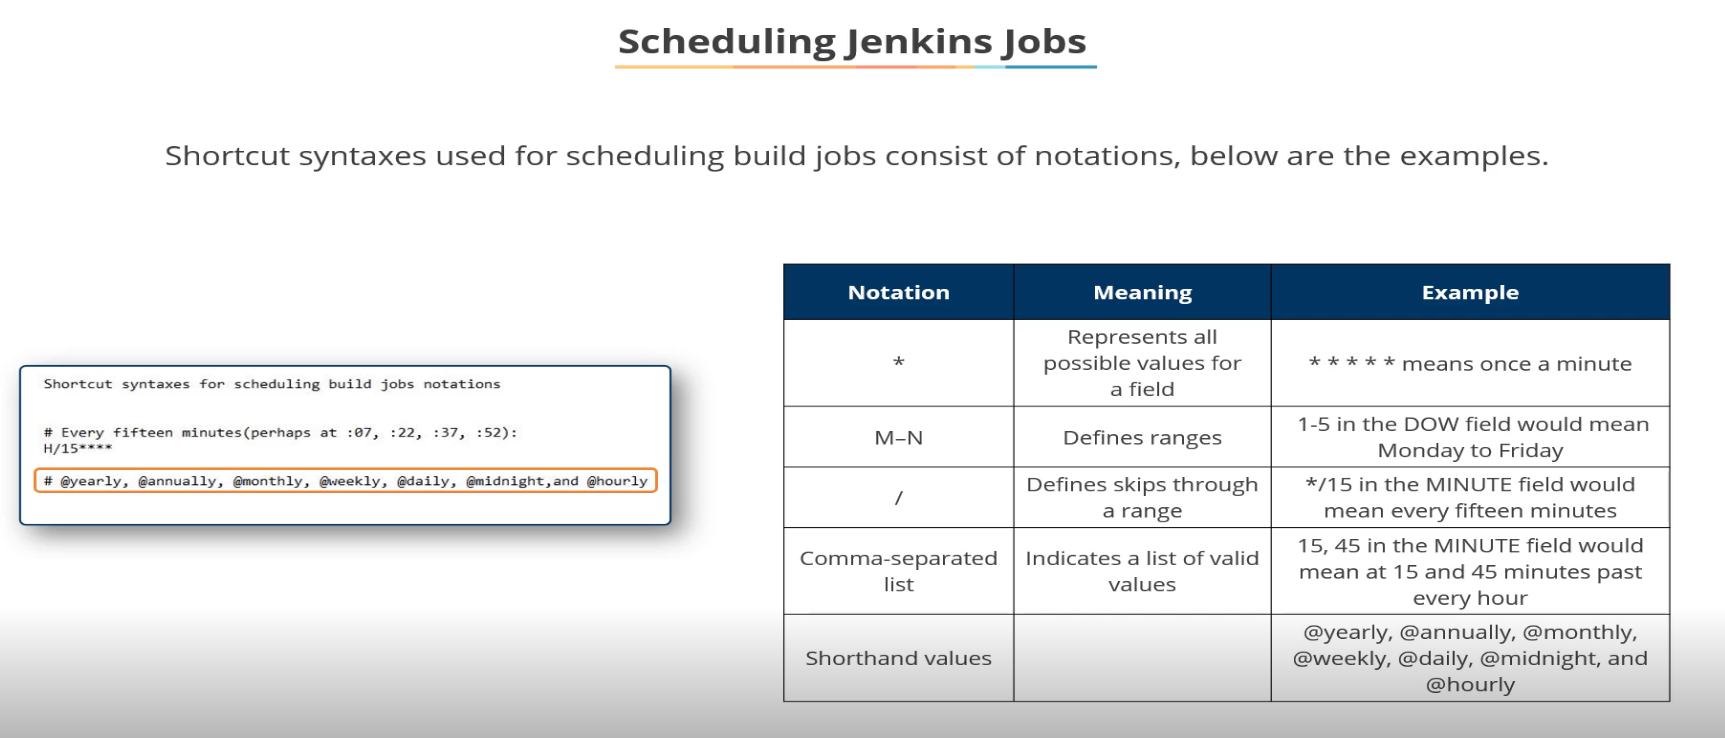 Scheduling Jenkins Jobs
Shortcut syntaxes used for scheduling build jobs consist of notations, below are the examples.
Shortcut syntaxes for scheduling build jobs notations
# Every fifteen minutes(perhaps at :07, :22, :37, :52):
H/15****
# @yearly, @annually, @monthly, @weekly, @daily, @midnight,and @hourly
Notation Meaning Example
*
Represents all
possible values for
a field
* * * * * means once a minute
M–N
Defines ranges
1-5 in the DOW field would mean
Monday to Friday
/
Defines skips through
a range
*/15 in the MINUTE field would
mean every fifteen minutes
Comma-separated
list
Indicates a list of valid
values
15, 45 in the MINUTE field would
mean at 15 and 45 minutes past
every hour
Shorthand values
@yearly, @annually, @monthly,
@weekly, @daily, @midnight, and
@hourly